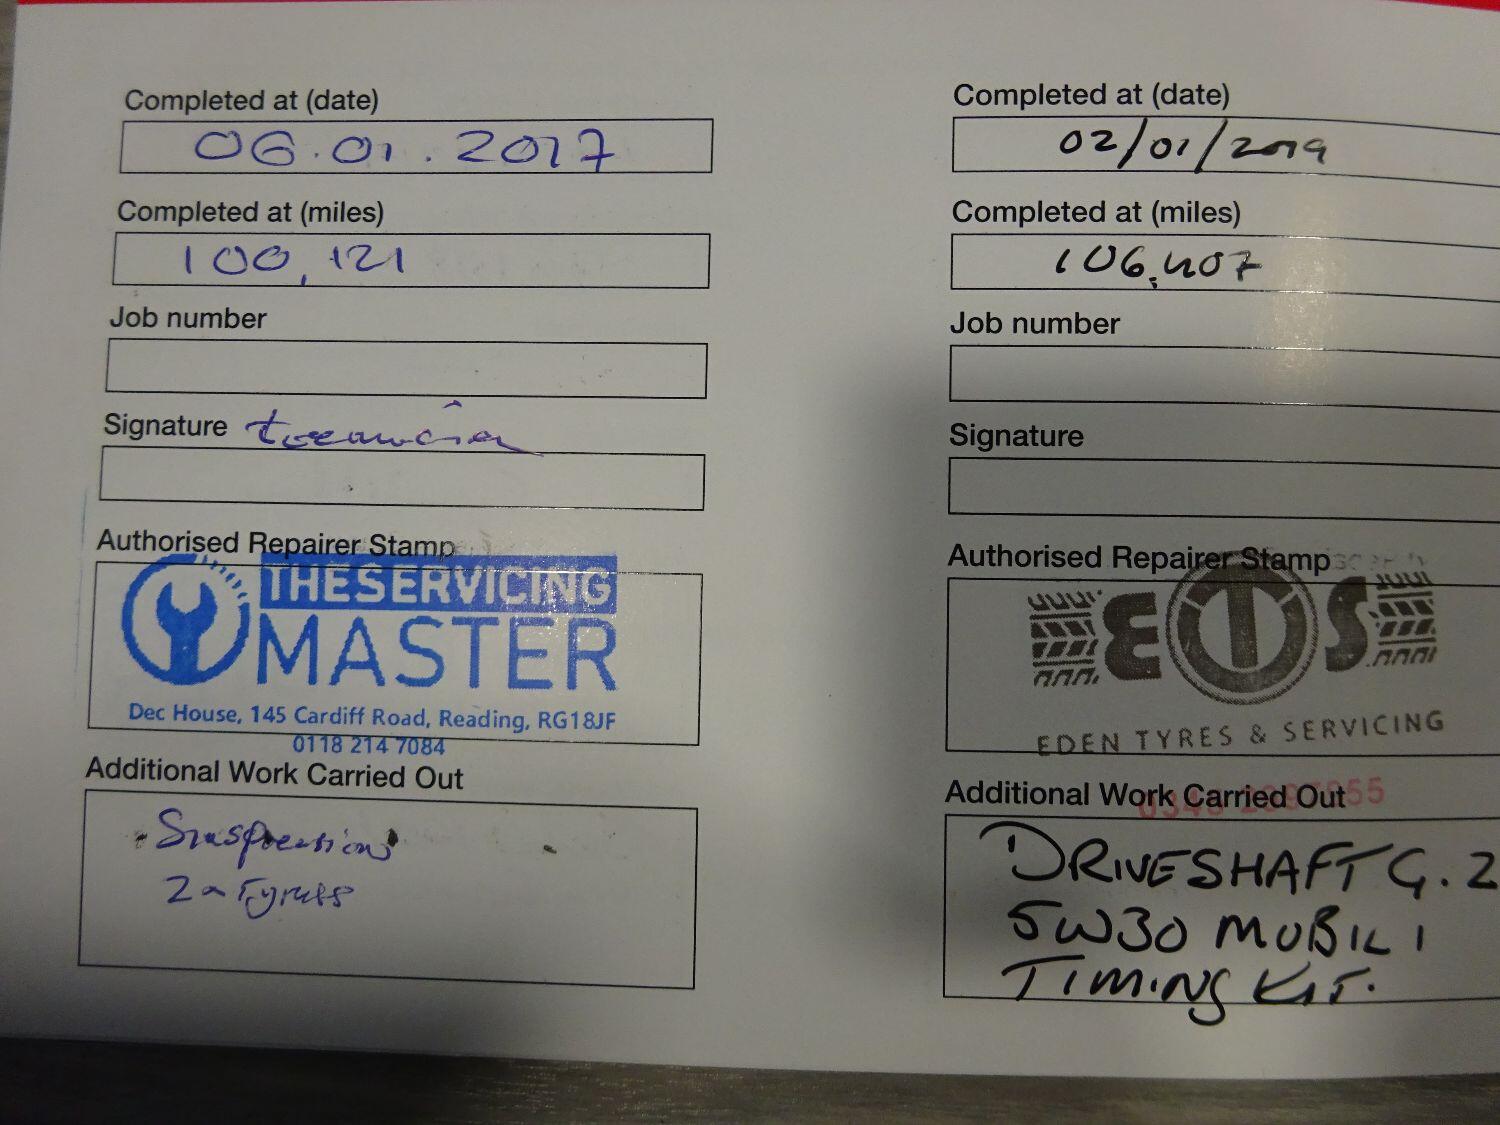 Completed at (date)
06.01.2017
Completed at (miles)
100,121
Job number
Signature
Authorised Repairer Stamp
THE SERVICING
MASTER
Dec House, 145 Cardiff Road, Reading, RG18JF
0118 214 7084
Additional Work Carried Out
Suspension
2 Tyres
Completed at (date)
02/01/2019
Completed at (miles)
106,407
Job number
Signature
Authorised Repairer Stamp
ETS
EDEN TYRES & SERVICING
Additional Work Carried Out
DRIVESHAFT G. 2
5W30 MOBIL 1
TIMING KIT.